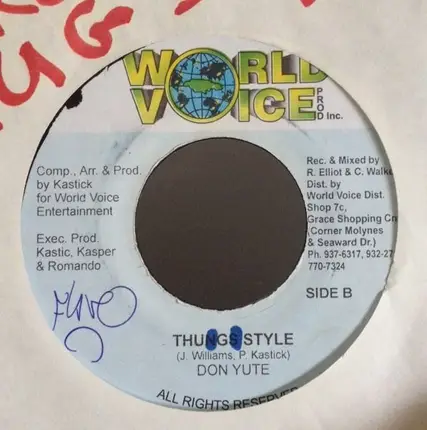 WORLD
VOICE
PROD Inc.
Comp., Arr. & Prod.
by Kastick
for World Voice
Entertainment
Exec. Prod.
Kastic, Kasper
& Romando
Rec. & Mixed by
R. Elliot & C. Walke
Dist. by
World Voice Dist.
Shop 7c,
Grace Shopping Cn
(Corner Molynes
& Seaward Dr.)
Ph. 937-6317, 932-27
770-7324
SIDE B
THUNGS STYLE
(J. Williams, P. Kastick)
DON YUTE
ALL RIGHTS RESERVED